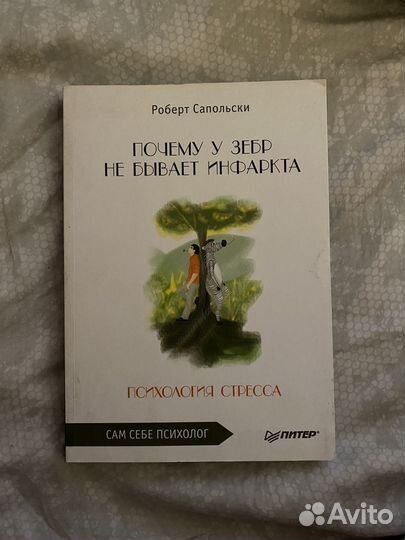 Роберт Сапольски
ПОЧЕМУ У ЗЕБР
НЕ БЫВАЕТ ИНФАРКТА
ПСИХОЛОГИЯ СТРЕССА
САМ СЕБЕ ПСИХОЛОГ
ПИТЕР®
Avito